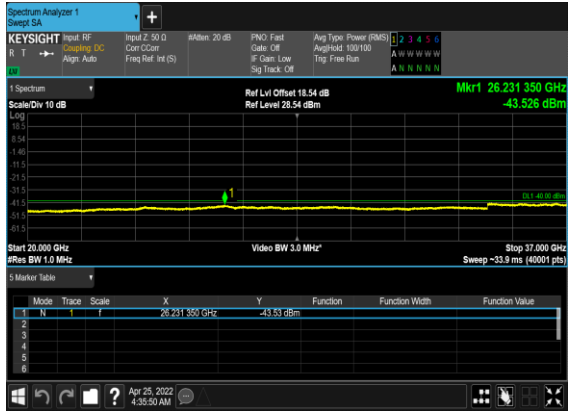 Spectrum Analyzer 1
Swept SA
+
KEYSIGHT Input: RF Input Z: 50 Ω #Atten: 20 dB PNO: Fast Avg Type: Power (RMS) 1 2 3 4 5 6
R T Coupling: DC Corr CCorr Gate: Off Avg|Hold: 100/100 A W W W W W
Align: Auto Freq Ref: Int (S) IF Gain: Low Trig: Free Run
LU Sig Track: Off A N N N N N
1 Spectrum
Ref Lvl Offset 18.54 dB Mkr1 26.231 350 GHz
Scale/Div 10 dB Ref Level 28.54 dBm -43.526 dBm
Log
18.5
8.54
-1.46
-11.5
-21.5
-31.5
1
DL1 -40.00 dBm
-41.5
-51.5
-61.5
Start 20.000 GHz Video BW 3.0 MHz* Stop 37.000 GHz
#Res BW 1.0 MHz Sweep ~33.9 ms (40001 pts)
5 Marker Table
Mode Trace Scale X Y Function Function Width Function Value
1 N 1 f 26.231 350 GHz -43.53 dBm
2
3
4
5
6
? Apr 25, 2022
4:35:50 AM